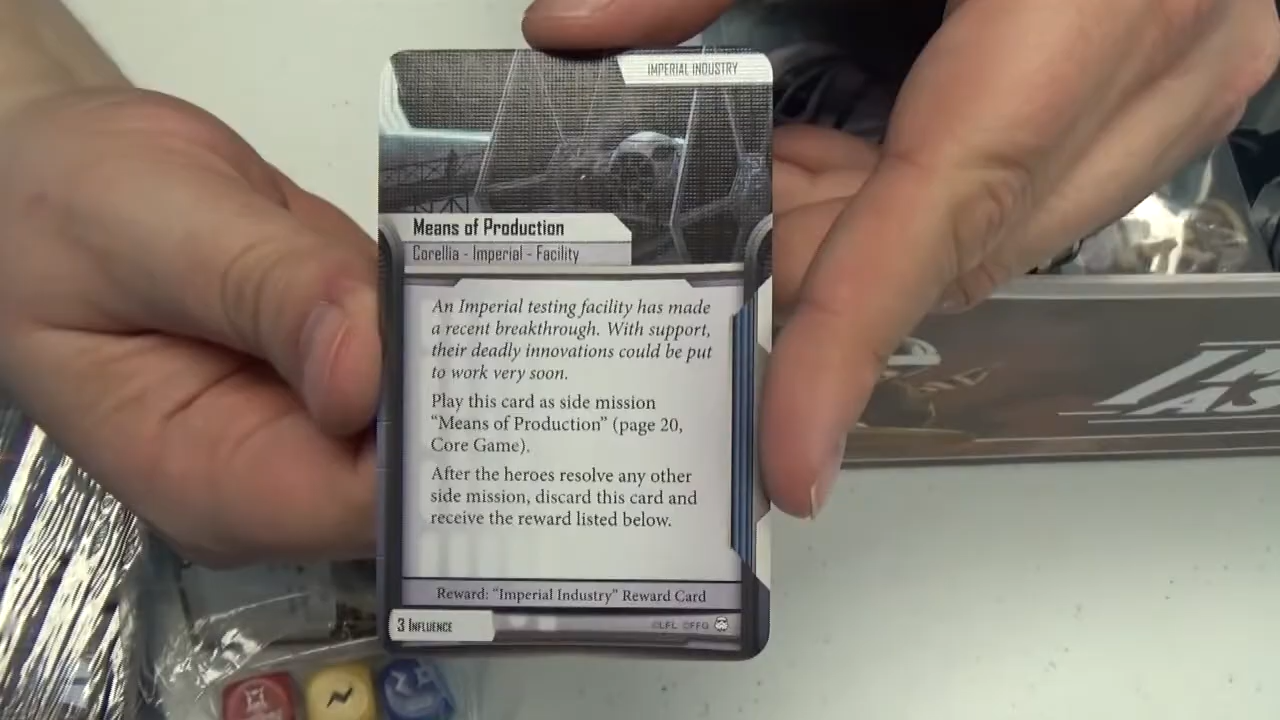 IMPERIAL INDUSTRY
Means of Production
Corellia - Imperial - Facility
An Imperial testing facility has made
a recent breakthrough. With support,
their deadly innovations could be put
to work very soon.
Play this card as side mission
“Means of Production” (page 20,
Core Game).
After the heroes resolve any other
side mission, discard this card and
receive the reward listed below.
Reward: “Imperial Industry” Reward Card
3 INFLUENCE
©LFL ©FFG